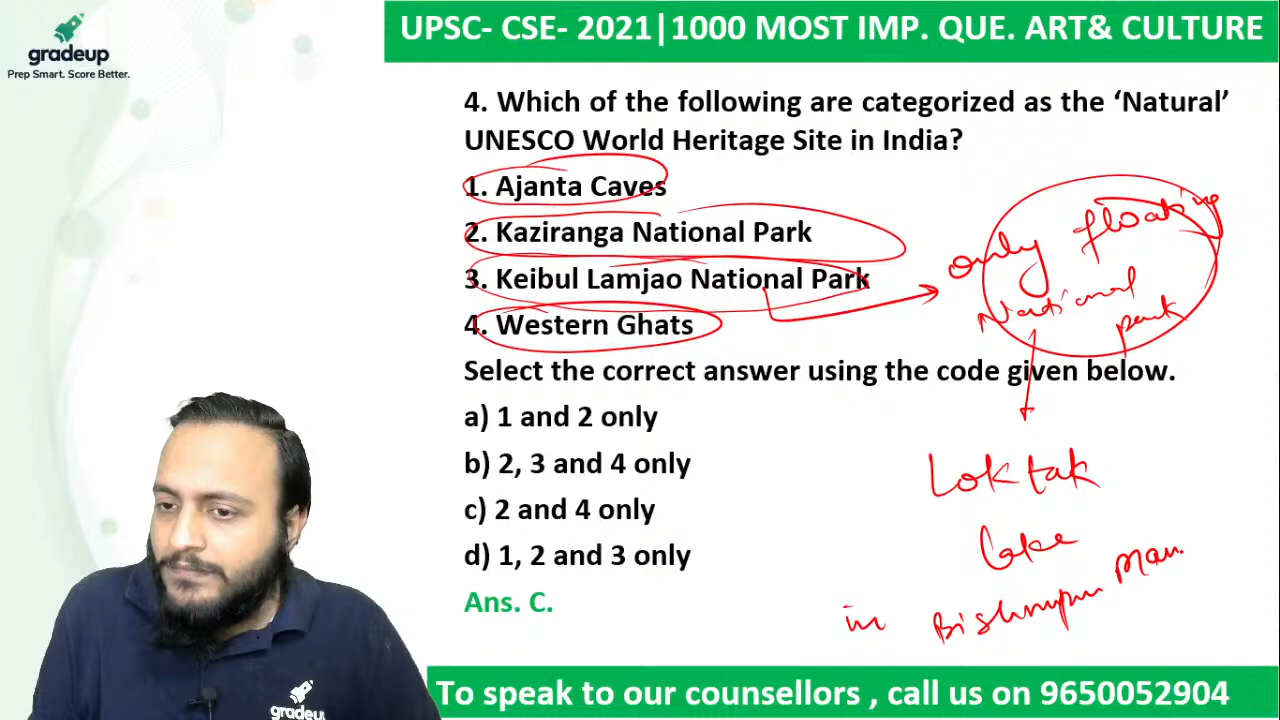 gradeup
Prep Smart. Score Better.
UPSC- CSE- 2021|1000 MOST IMP. QUE. ART& CULTURE
4. Which of the following are categorized as the ‘Natural’
UNESCO World Heritage Site in India?
1. Ajanta Caves
2. Kaziranga National Park
3. Keibul Lamjao National Park
4. Western Ghats
Select the correct answer using the code given below.
a) 1 and 2 only
b) 2, 3 and 4 only
c) 2 and 4 only
d) 1, 2 and 3 only
Ans. C.
only floating
National
park
Loktak
Lake
in Bishnupur Man.
gradeup
To speak to our counsellors , call us on 9650052904